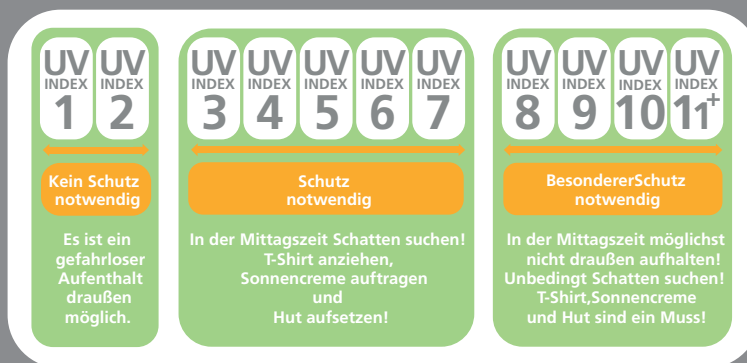 UV INDEX 1
UV INDEX 2
Kein Schutz
notwendig
Es ist ein
gefahrloser
Aufenthalt
draußen
möglich.
UV INDEX 3
UV INDEX 4
UV INDEX 5
UV INDEX 6
UV INDEX 7
Schutz
notwendig
In der Mittagszeit Schatten suchen!
T-Shirt anziehen,
Sonnencreme auftragen
und
Hut aufsetzen!
UV INDEX 8
UV INDEX 9
UV INDEX 10
UV INDEX 11+
BesondererSchutz
notwendig
In der Mittagszeit möglichst
nicht draußen aufhalten!
Unbedingt Schatten suchen!
T-Shirt,Sonnencreme
und Hut sind ein Muss!